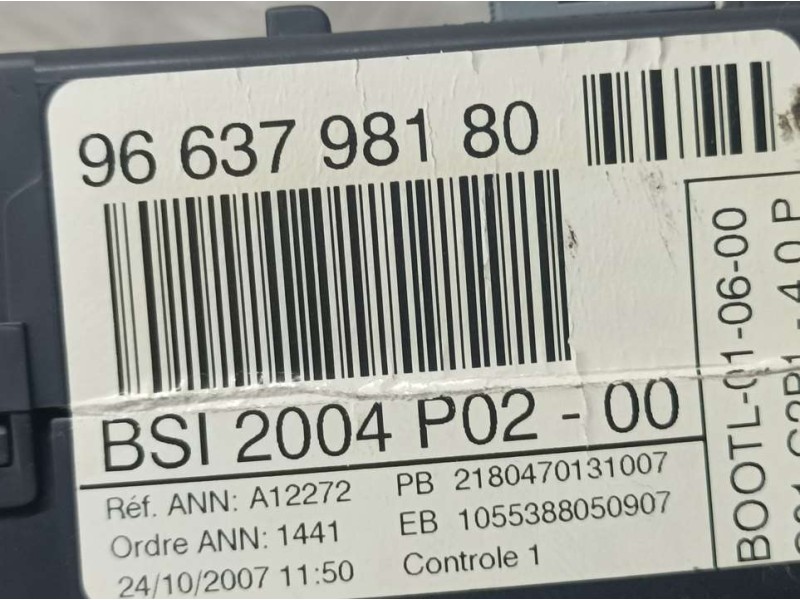 96 637 981 80
BSI 2004 P02 - 00
Réf. ANN: A12272
Ordre ANN: 1441
24/10/2007 11:50
PB 2180470131007
EB 1055388050907
Controle 1
BOOTL-01-06-00